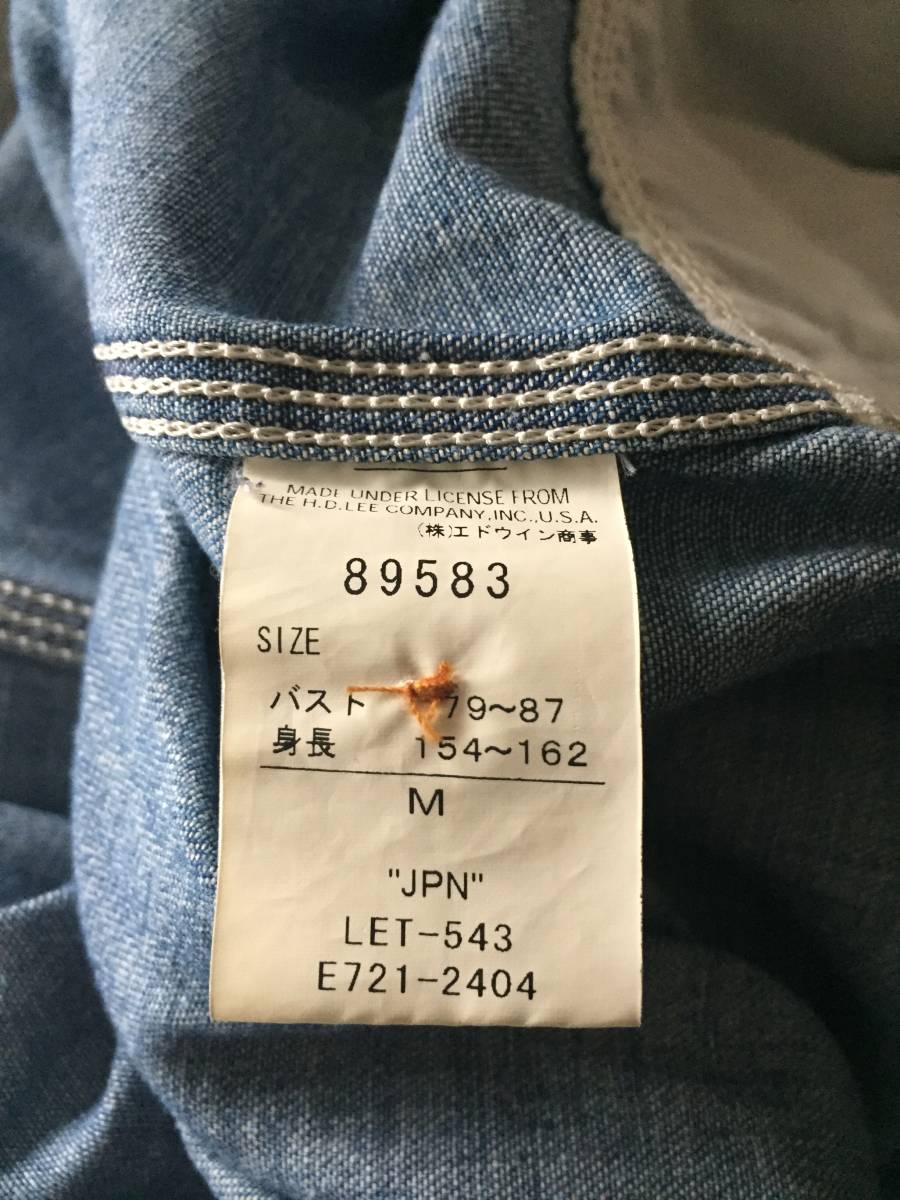 MADE UNDER LICENSE FROM
THE H.D.LEE COMPANY,INC.,U.S.A.
(株)エドウイン商事
89583
SIZE
バスト 79~87
身長 154~162
M
"JPN"
LET-543
E721-2404